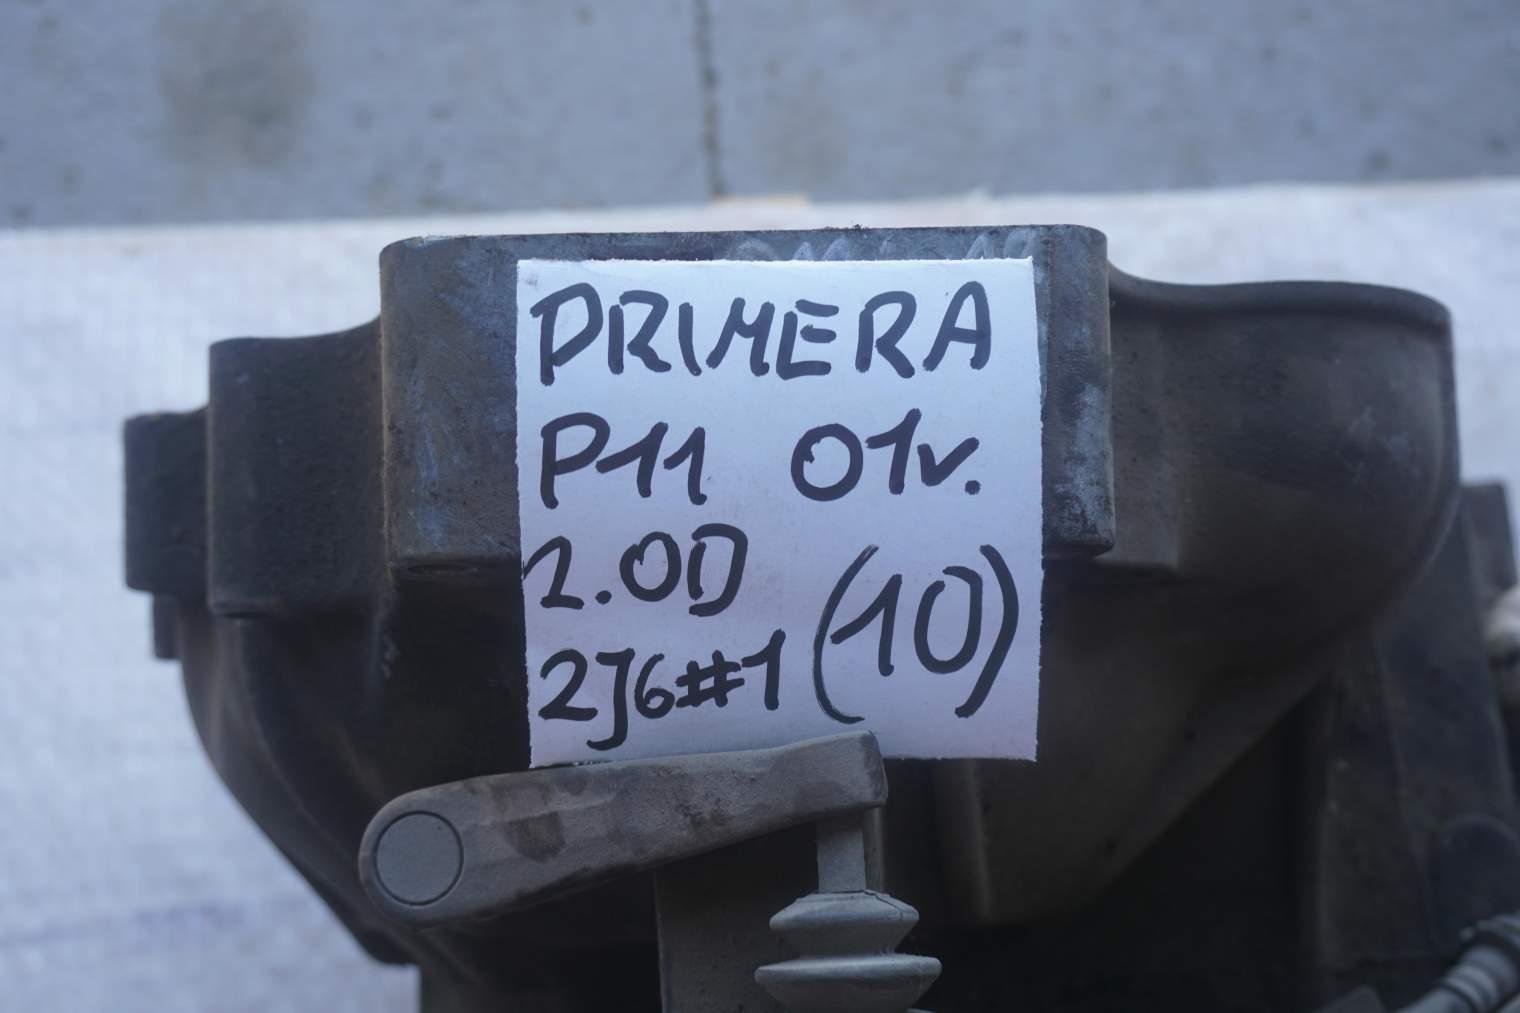 PRIMERA
P11 01r.
2.0D
2J6#1 (10)